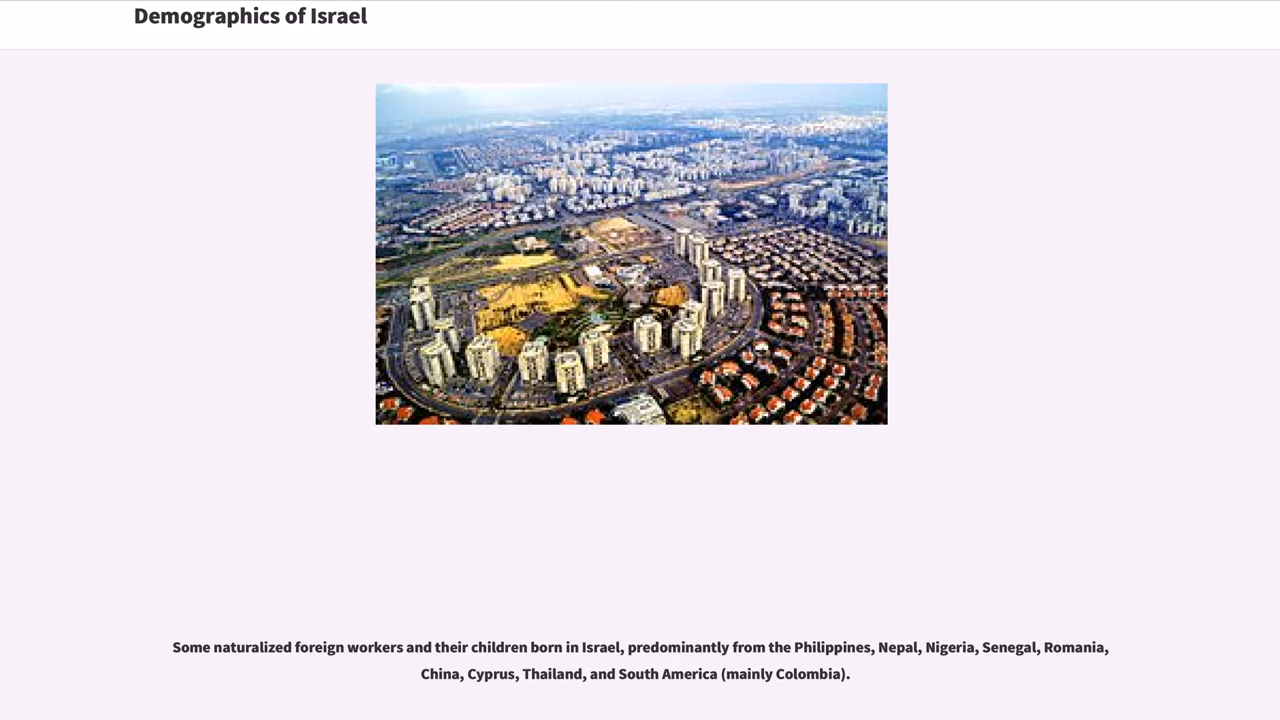 Demographics of Israel
Some naturalized foreign workers and their children born in Israel, predominantly from the Philippines, Nepal, Nigeria, Senegal, Romania,
China, Cyprus, Thailand, and South America (mainly Colombia).